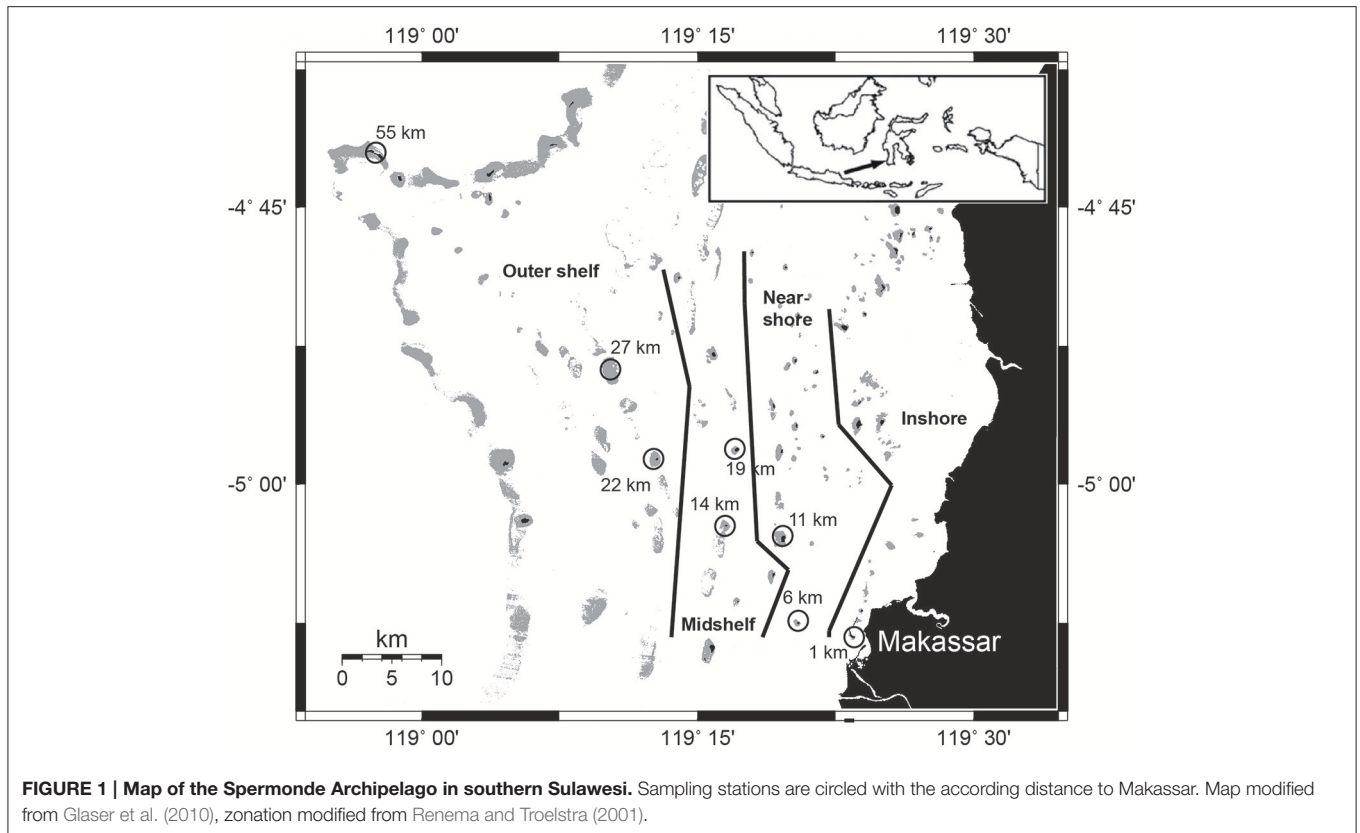 119° 00'
119° 15'
119° 30'
55 km
-4° 45'
-4° 45'
Outer shelf
Near-
shore
27 km
Inshore
19 km
22 km
-5° 00'
-5° 00'
14 km
11 km
6 km
Midshelf
km
1 km
Makassar
0 5 10
119° 00'
119° 15'
119° 30'
FIGURE 1 | Map of the Spermonde Archipelago in southern Sulawesi. Sampling stations are circled with the according distance to Makassar. Map modified
from Glaser et al. (2010), zonation modified from Renema and Troelstra (2001).